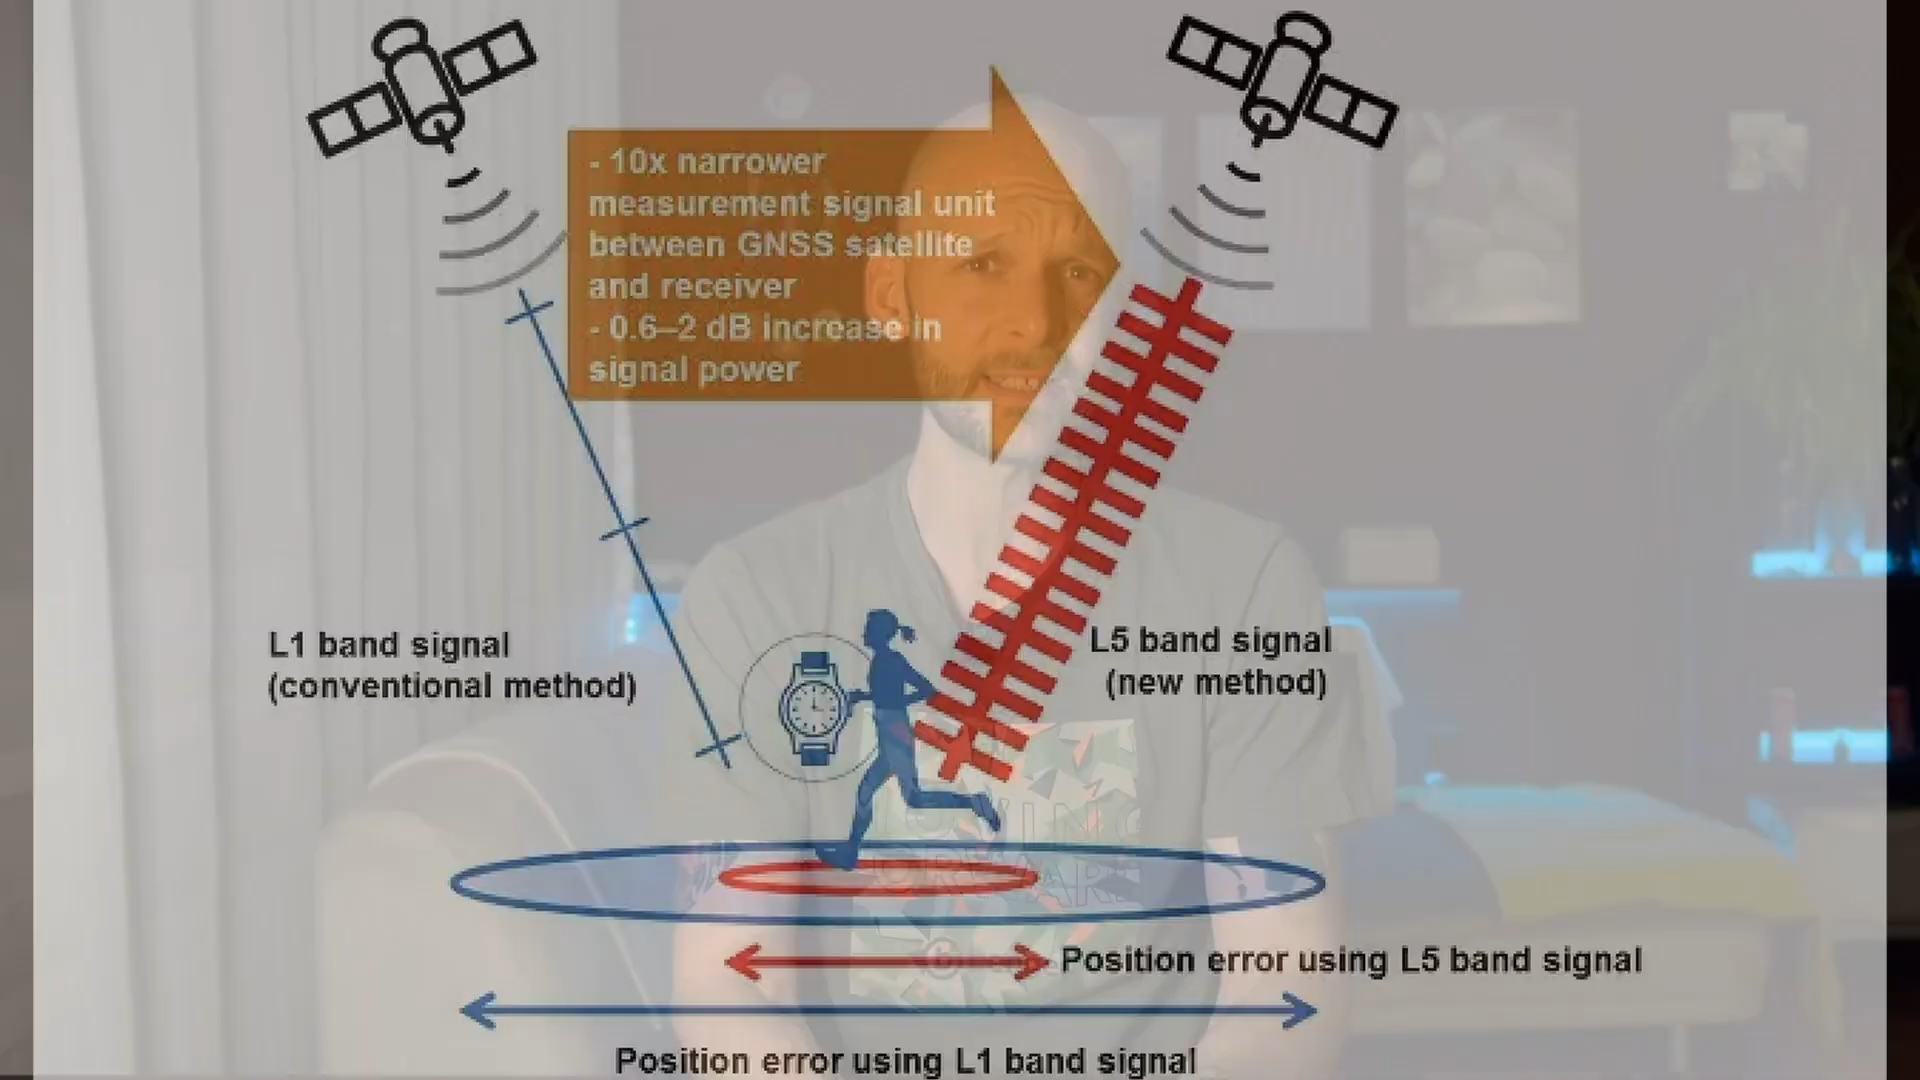 - 10x narrower
measurement signal unit
between GNSS satellite
and receiver
- 0.6–2 dB increase in
signal power
L1 band signal
(conventional method)
L5 band signal
(new method)
Position error using L5 band signal
Position error using L1 band signal